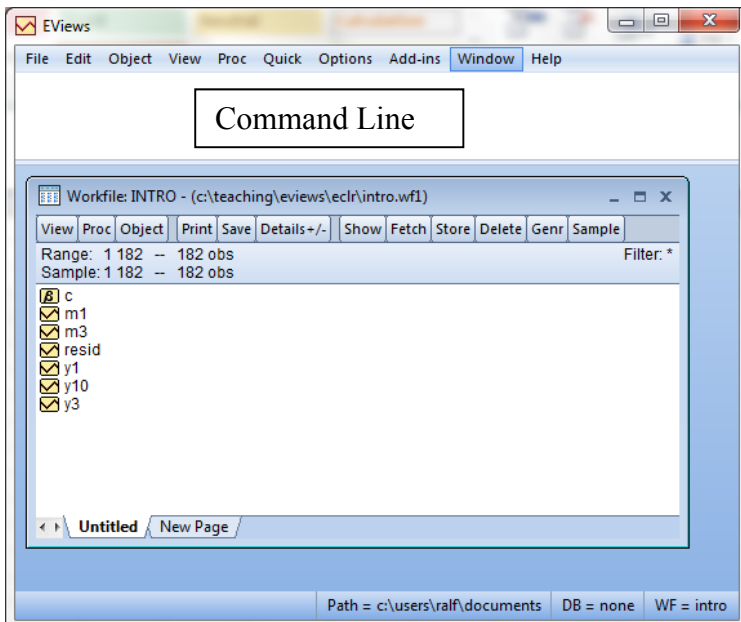 EViews
File Edit Object View Proc Quick Options Add-ins Window Help
Command Line
Workfile: INTRO - (c:\teaching\eviews\eclr\intro.wf1)
View Proc Object Print Save Details+/- Show Fetch Store Delete Genr Sample
Range: 1 182 -- 182 obs Filter: *
Sample: 1 182 -- 182 obs
β c
m1
m3
resid
y1
y10
y3
Untitled New Page
Path = c:\users\ralf\documents DB = none WF = intro